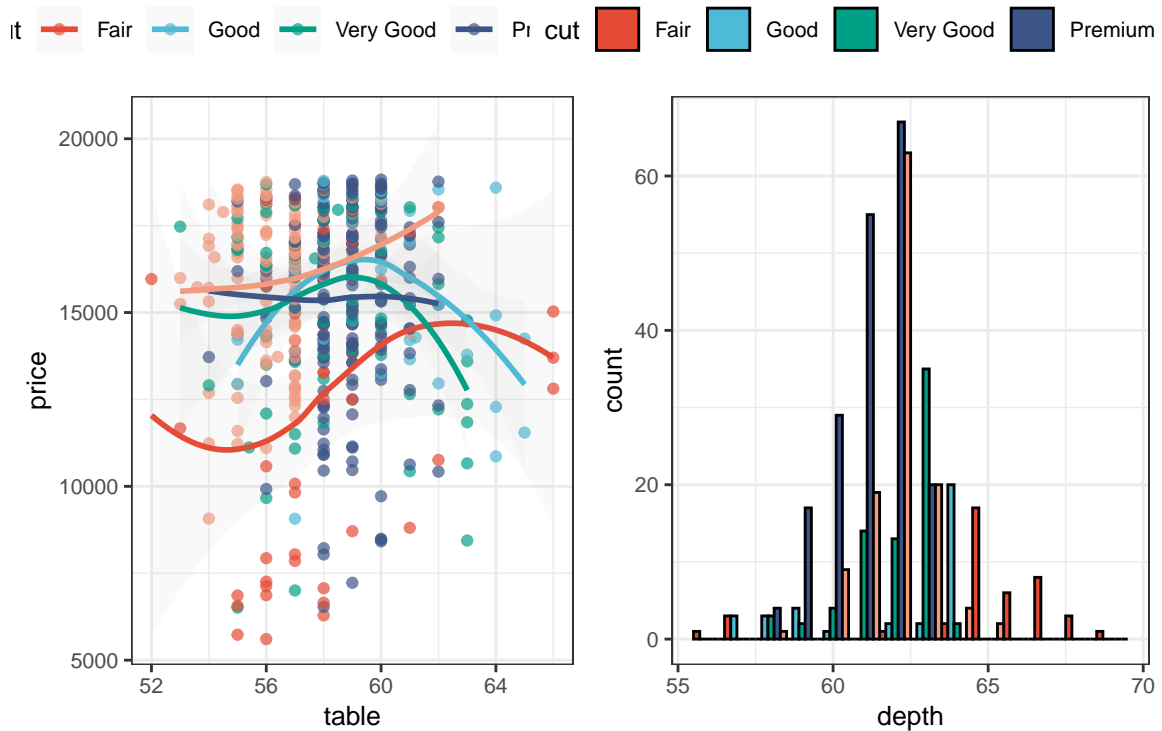 Fair Good Very Good
cut Fair Good Very Good Premium
20000
15000
10000
5000
price
52 56 60 64
table
60
40
20
0
count
55 60 65 70
depth